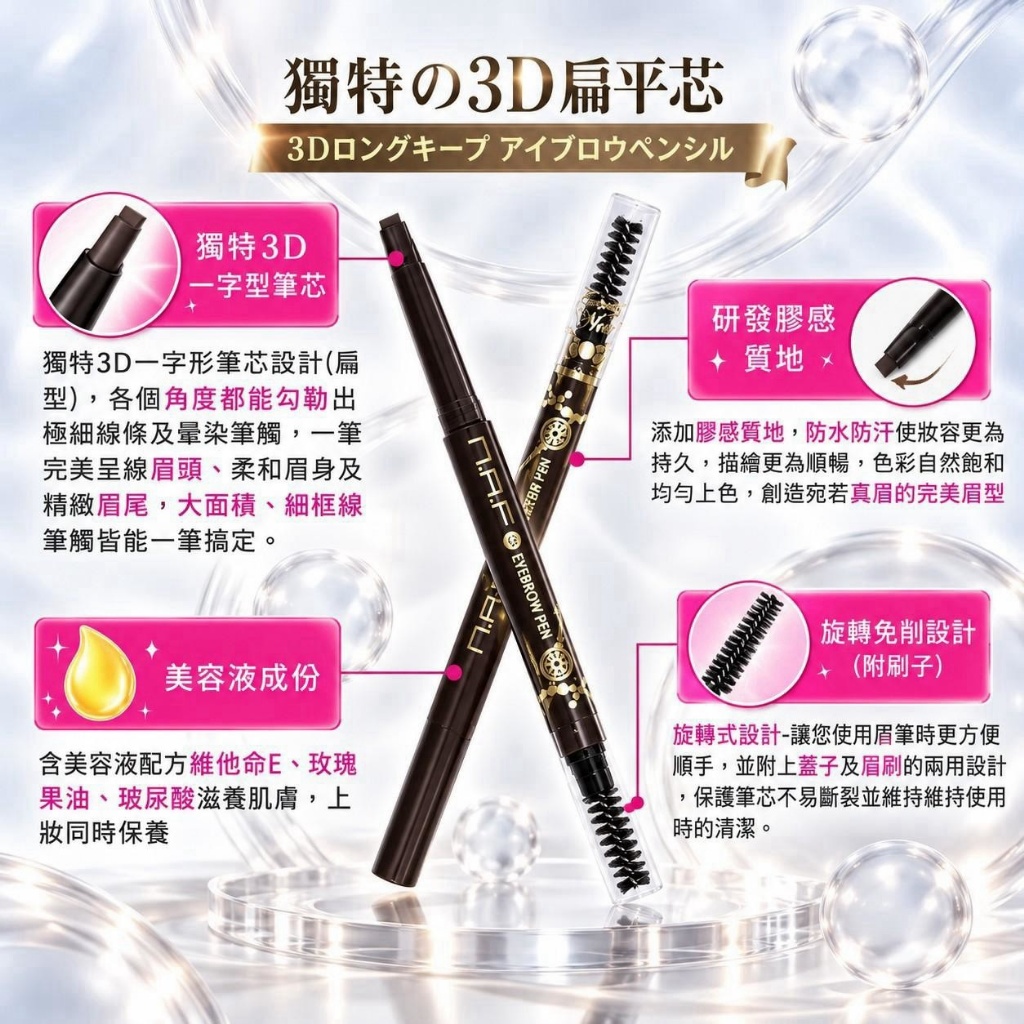 獨特の3D扁平芯
3Dロングキープ アイブロウペンシル
獨特3D
一字型筆芯
獨特3D一字形筆芯設計(扁
型)，各個角度都能勾勒出
極細線條及暈染筆觸，一筆
完美呈線眉頭、柔和眉身及
精緻眉尾，大面積、細框線
筆觸皆能一筆搞定。
研發膠感
質地
添加膠感質地，防水防汗使妝容更為
持久，描繪更為順暢，色彩自然飽和
均勻上色，創造宛若真眉的完美眉型
美容液成份
含美容液配方維他命E、玫瑰
果油、玻尿酸滋養肌膚，上
妝同時保養
旋轉免削設計
(附刷子)
旋轉式設計-讓您使用眉筆時更方便
順手，並附上蓋子及眉刷的兩用設計
，保護筆芯不易斷裂並維持維持使用
時的清潔。
EYEBROW PEN
PEN